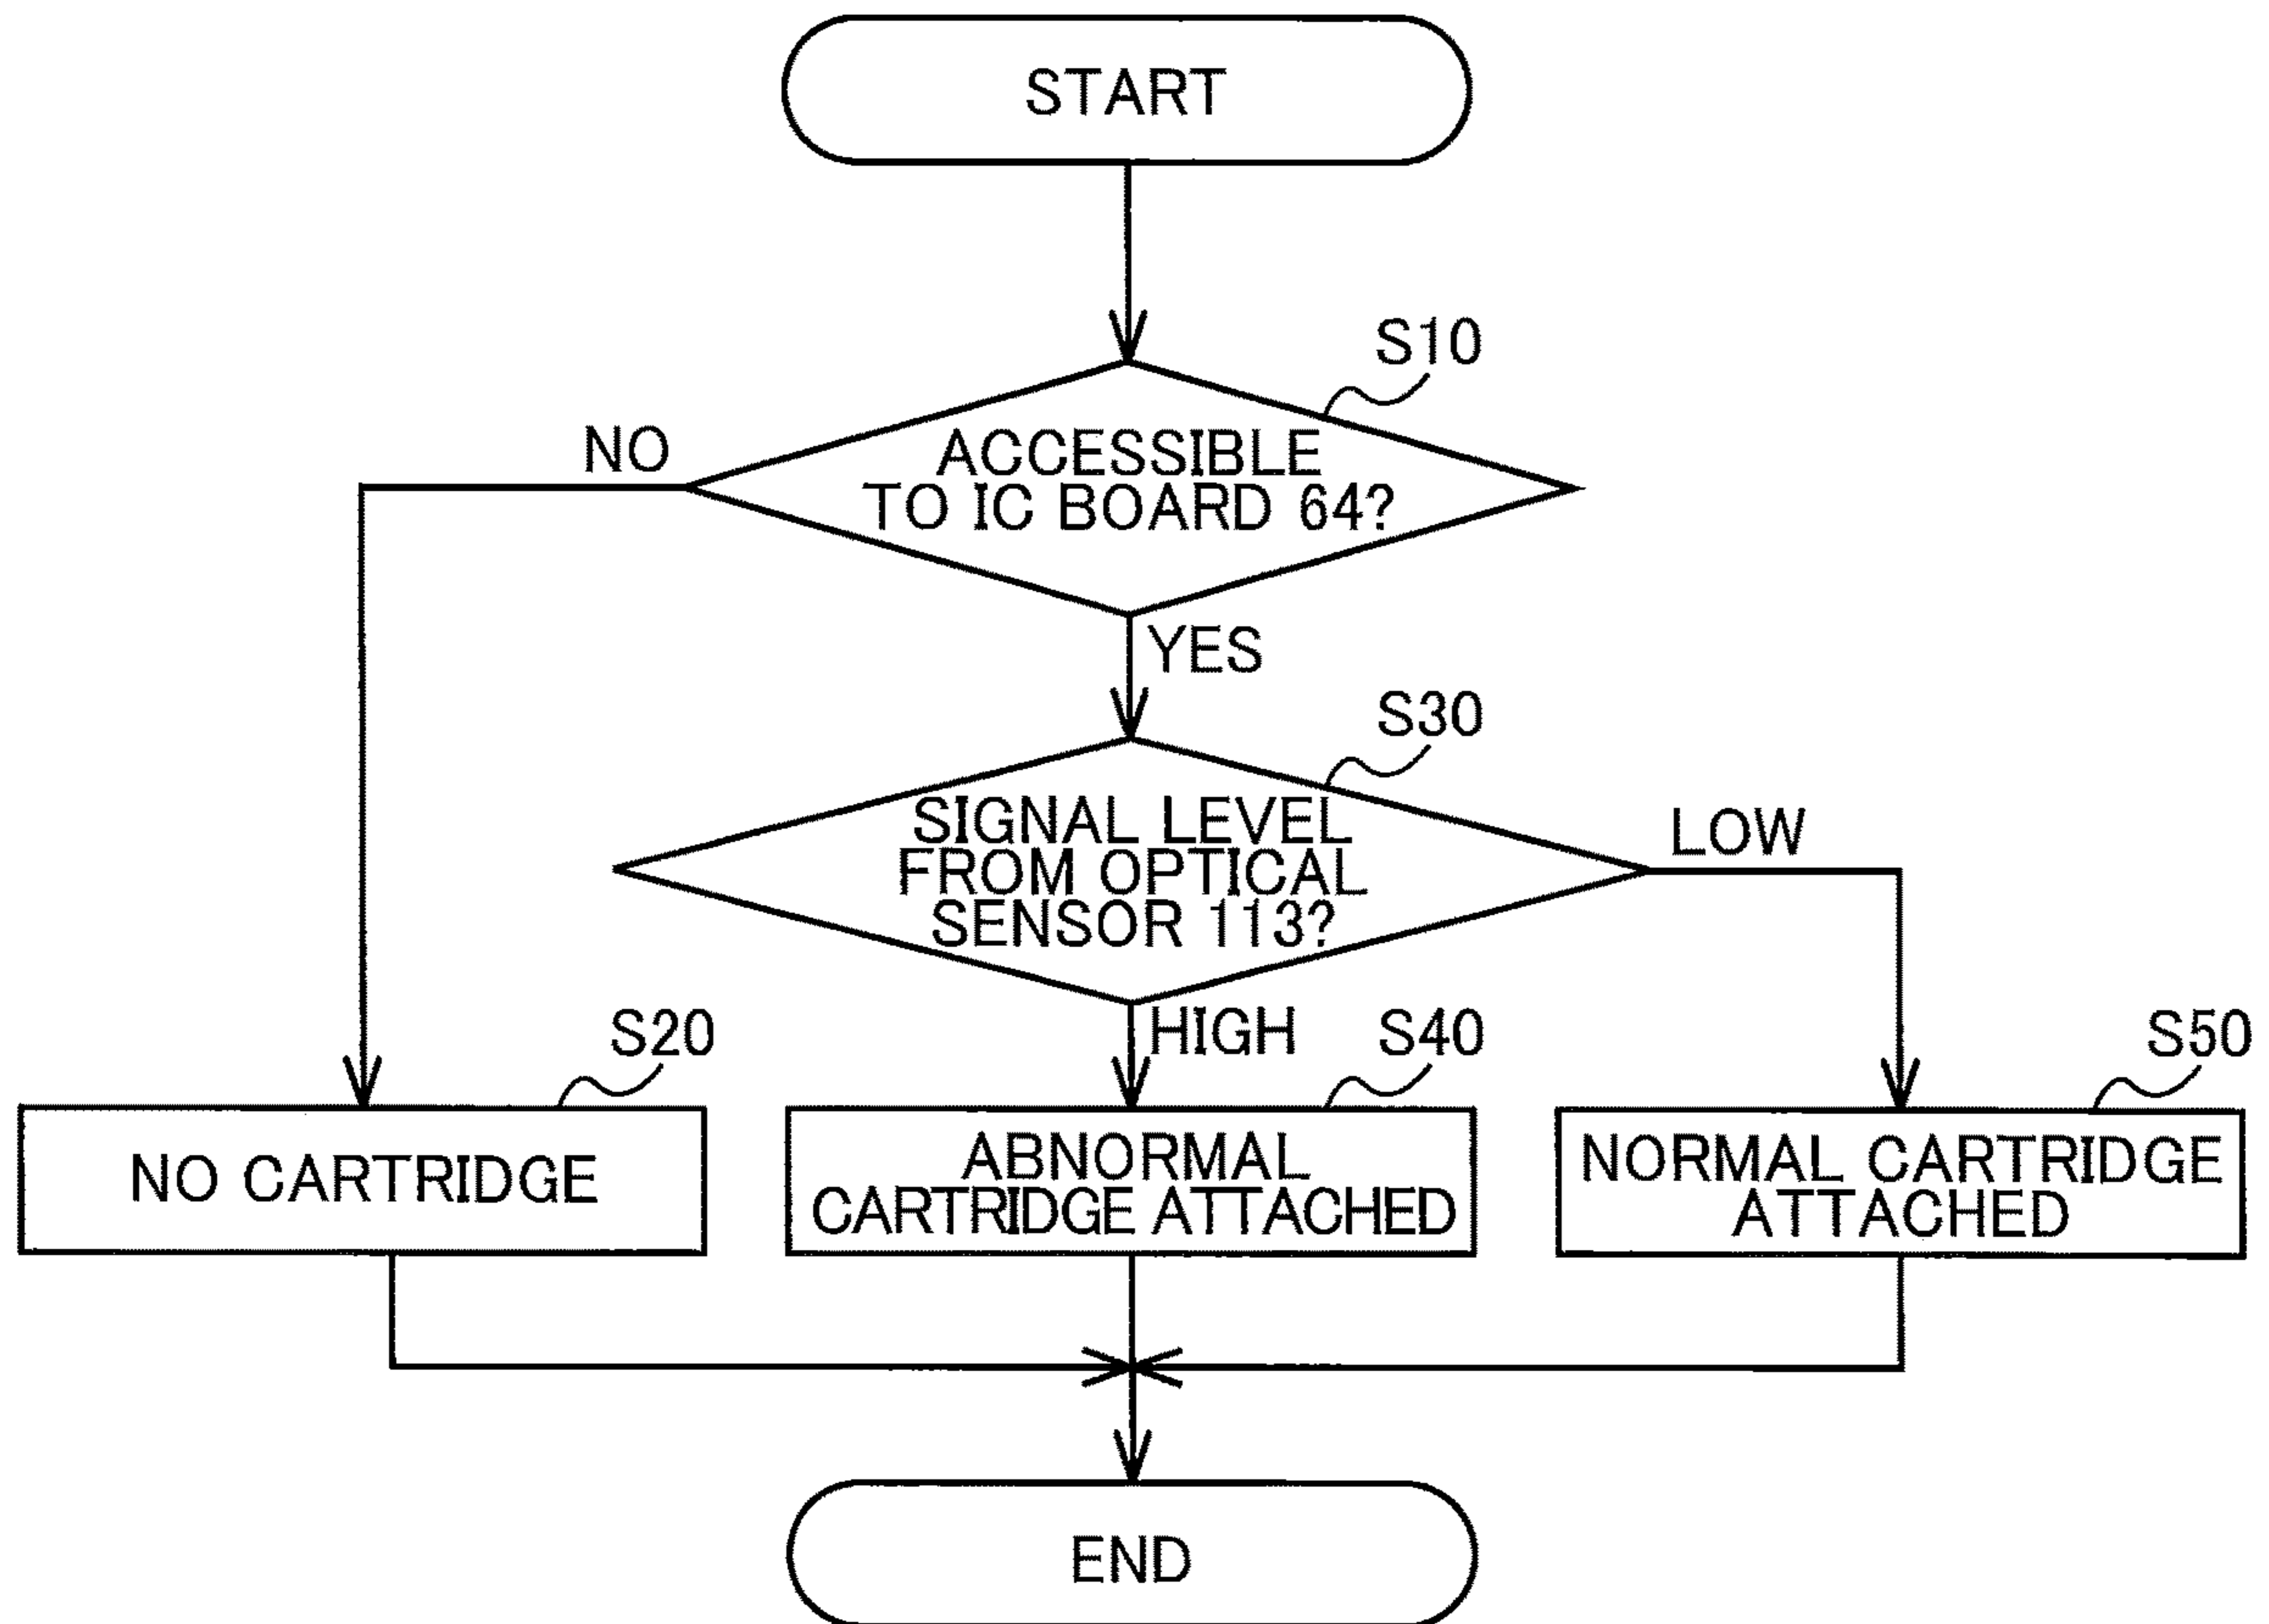 START
S10
NO
ACCESSIBLE
TO IC BOARD 64?
YES
S30
SIGNAL LEVEL
FROM OPTICAL
SENSOR 113?
LOW
HIGH
S20
NO CARTRIDGE
S40
ABNORMAL
CARTRIDGE ATTACHED
S50
NORMAL CARTRIDGE
ATTACHED
END